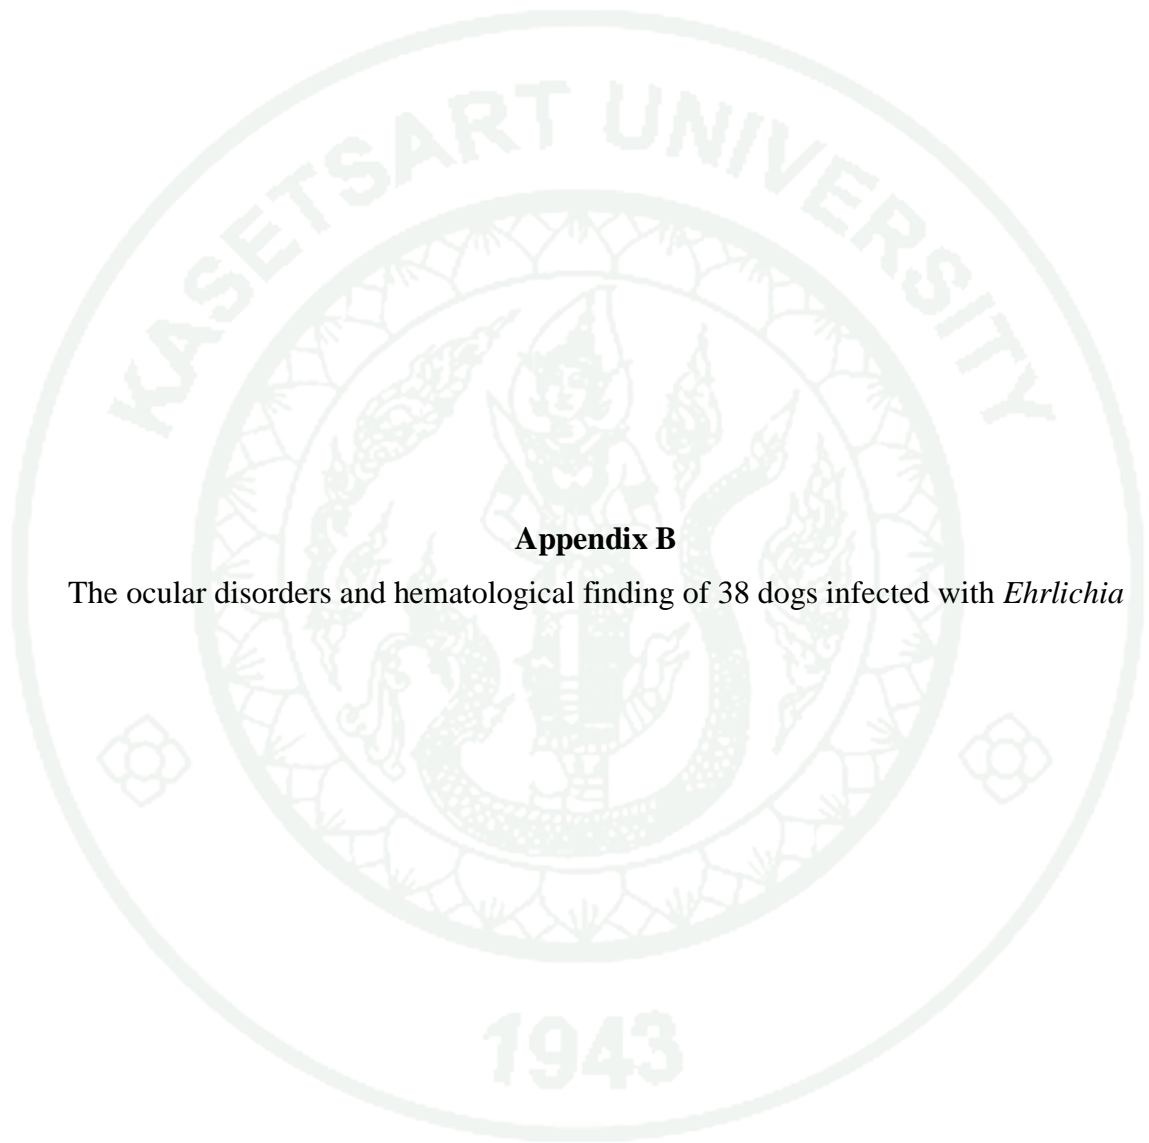 KASETSART UNIVERSITY
Appendix B
The ocular disorders and hematological finding of 38 dogs infected with Ehrlichia
1943